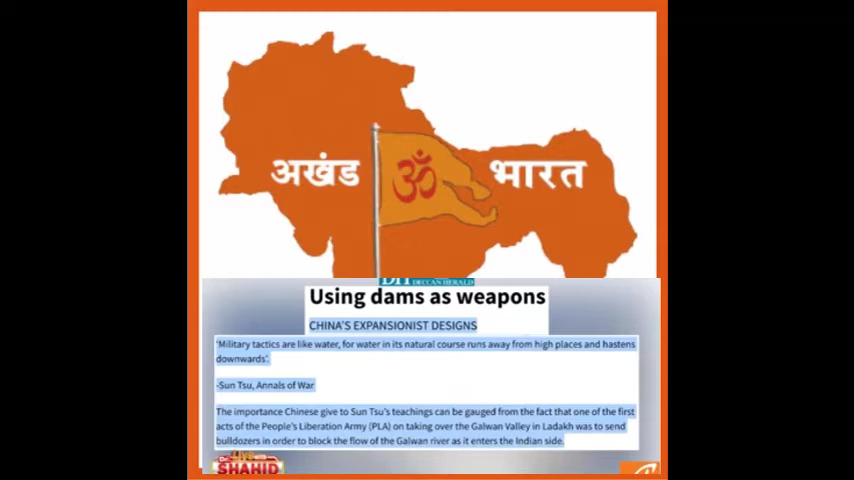 अखंड भारत
ॐ
DH DECCAN HERALD
Using dams as weapons
CHINA'S EXPANSIONIST DESIGNS
'Military tactics are like water, for water in its natural course runs away from high places and hastens
downwards'.
-Sun Tsu, Annals of War
The importance Chinese give to Sun Tsu's teachings can be gauged from the fact that one of the first
acts of the People's Liberation Army (PLA) on taking over the Galwan Valley in Ladakh was to send
bulldozers in order to block the flow of the Galwan river as it enters the Indian side.
LIVE
SHAHID